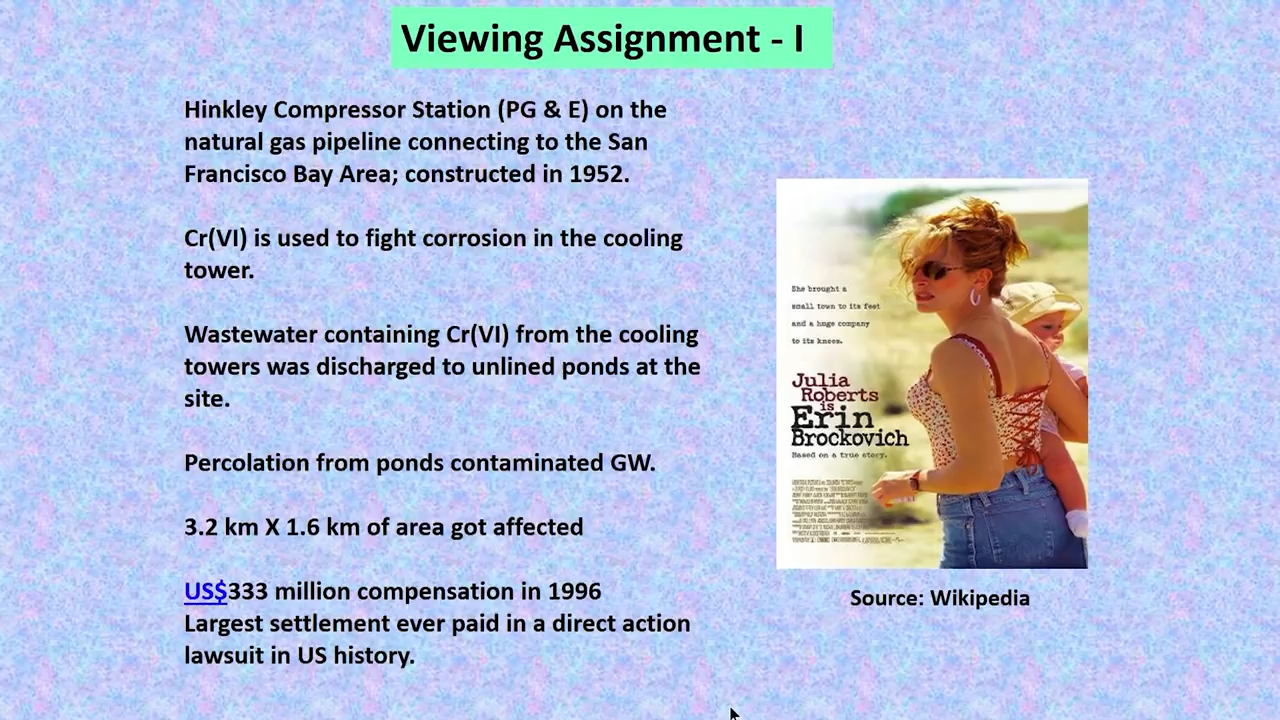 Viewing Assignment - I
Hinkley Compressor Station (PG & E) on the
natural gas pipeline connecting to the San
Francisco Bay Area; constructed in 1952.
Cr(VI) is used to fight corrosion in the cooling
tower.
Wastewater containing Cr(VI) from the cooling
towers was discharged to unlined ponds at the
site.
Percolation from ponds contaminated GW.
3.2 km X 1.6 km of area got affected
US$333 million compensation in 1996
Largest settlement ever paid in a direct action
lawsuit in US history.
She brought a
small town to its feet
and a huge company
to its knees.
Julia
Roberts
is
Erin
Brockovich
Based on a true story.
Source: Wikipedia